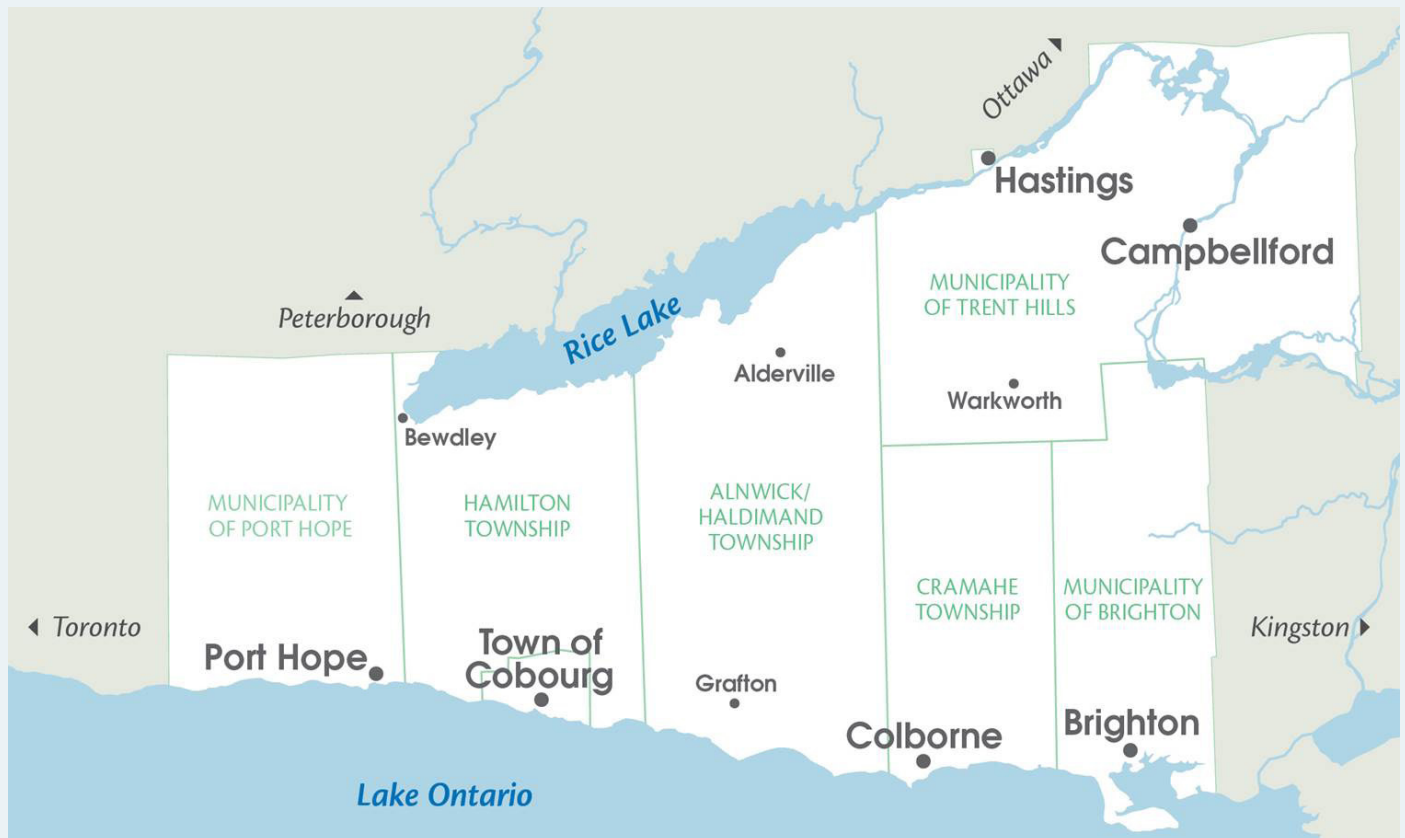 Ottawa
Hastings
Campbellford
MUNICIPALITY
OF TRENT HILLS
Peterborough
Rice Lake
Alderville
Warkworth
Bewdley
MUNICIPALITY
OF PORT HOPE
HAMILTON
TOWNSHIP
ALNWICK/
HALDIMAND
TOWNSHIP
CRAMAHE
TOWNSHIP
MUNICIPALITY
OF BRIGHTON
Toronto
Kingston
Port Hope
Town of
Cobourg
Grafton
Colborne
Brighton
Lake Ontario